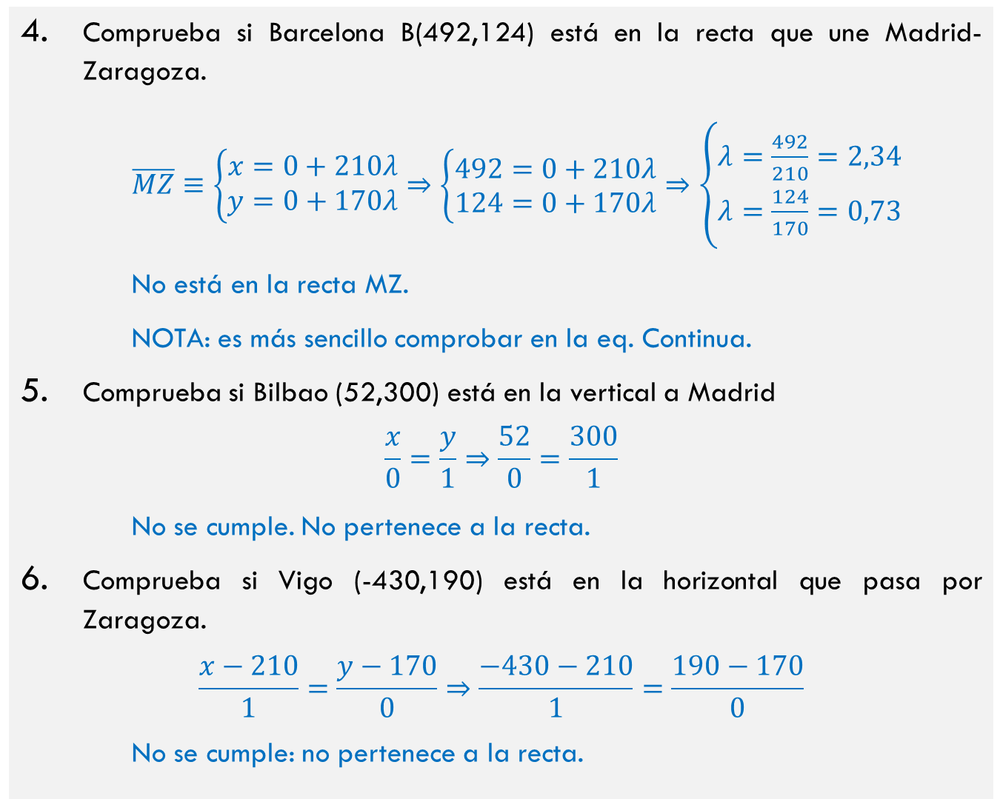 4. Comprueba si Barcelona B(492,124) está en la recta que une Madrid-
Zaragoza.
MZ ≡ {x = 0 + 210λ ; y = 0 + 170λ ⇒ {492 = 0 + 210λ ; 124 = 0 + 170λ ⇒ {λ = 492/210 = 2,34 ; λ = 124/170 = 0,73
No está en la recta MZ.
NOTA: es más sencillo comprobar en la eq. Continua.
5. Comprueba si Bilbao (52,300) está en la vertical a Madrid
x/0 = y/1 ⇒ 52/0 = 300/1
No se cumple. No pertenece a la recta.
6. Comprueba si Vigo (-430,190) está en la horizontal que pasa por
Zaragoza.
x − 210/1 = y − 170/0 ⇒ −430 − 210/1 = 190 − 170/0
No se cumple: no pertenece a la recta.